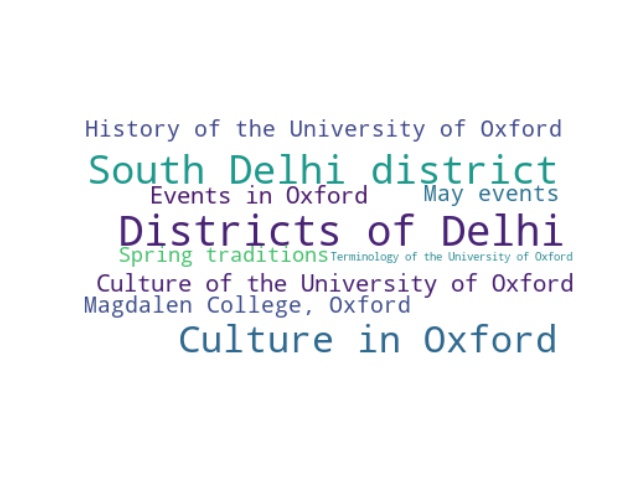 History of the University of Oxford
South Delhi district
Events in Oxford
May events
Districts of Delhi
Spring traditions
Terminology of the University of Oxford
Culture of the University of Oxford
Magdalen College, Oxford
Culture in Oxford